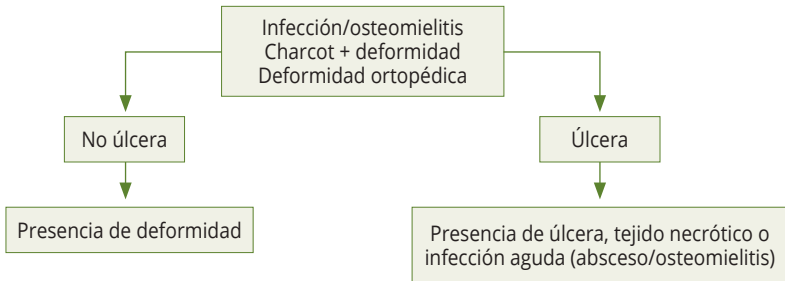 Infección/osteomielitis
Charcot + deformidad
Deformidad ortopédica
No úlcera
Úlcera
Presencia de deformidad
Presencia de úlcera, tejido necrótico o
infección aguda (absceso/osteomielitis)